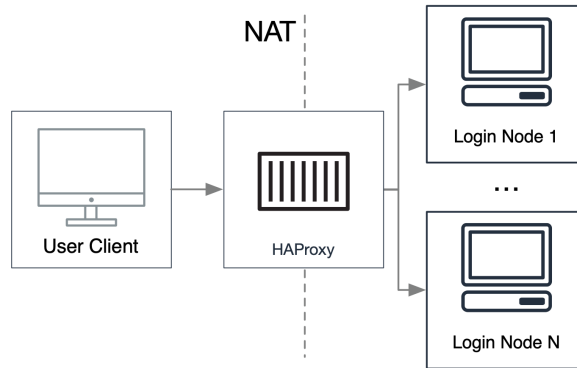 NAT
User Client
HAProxy
Login Node 1
...
Login Node N